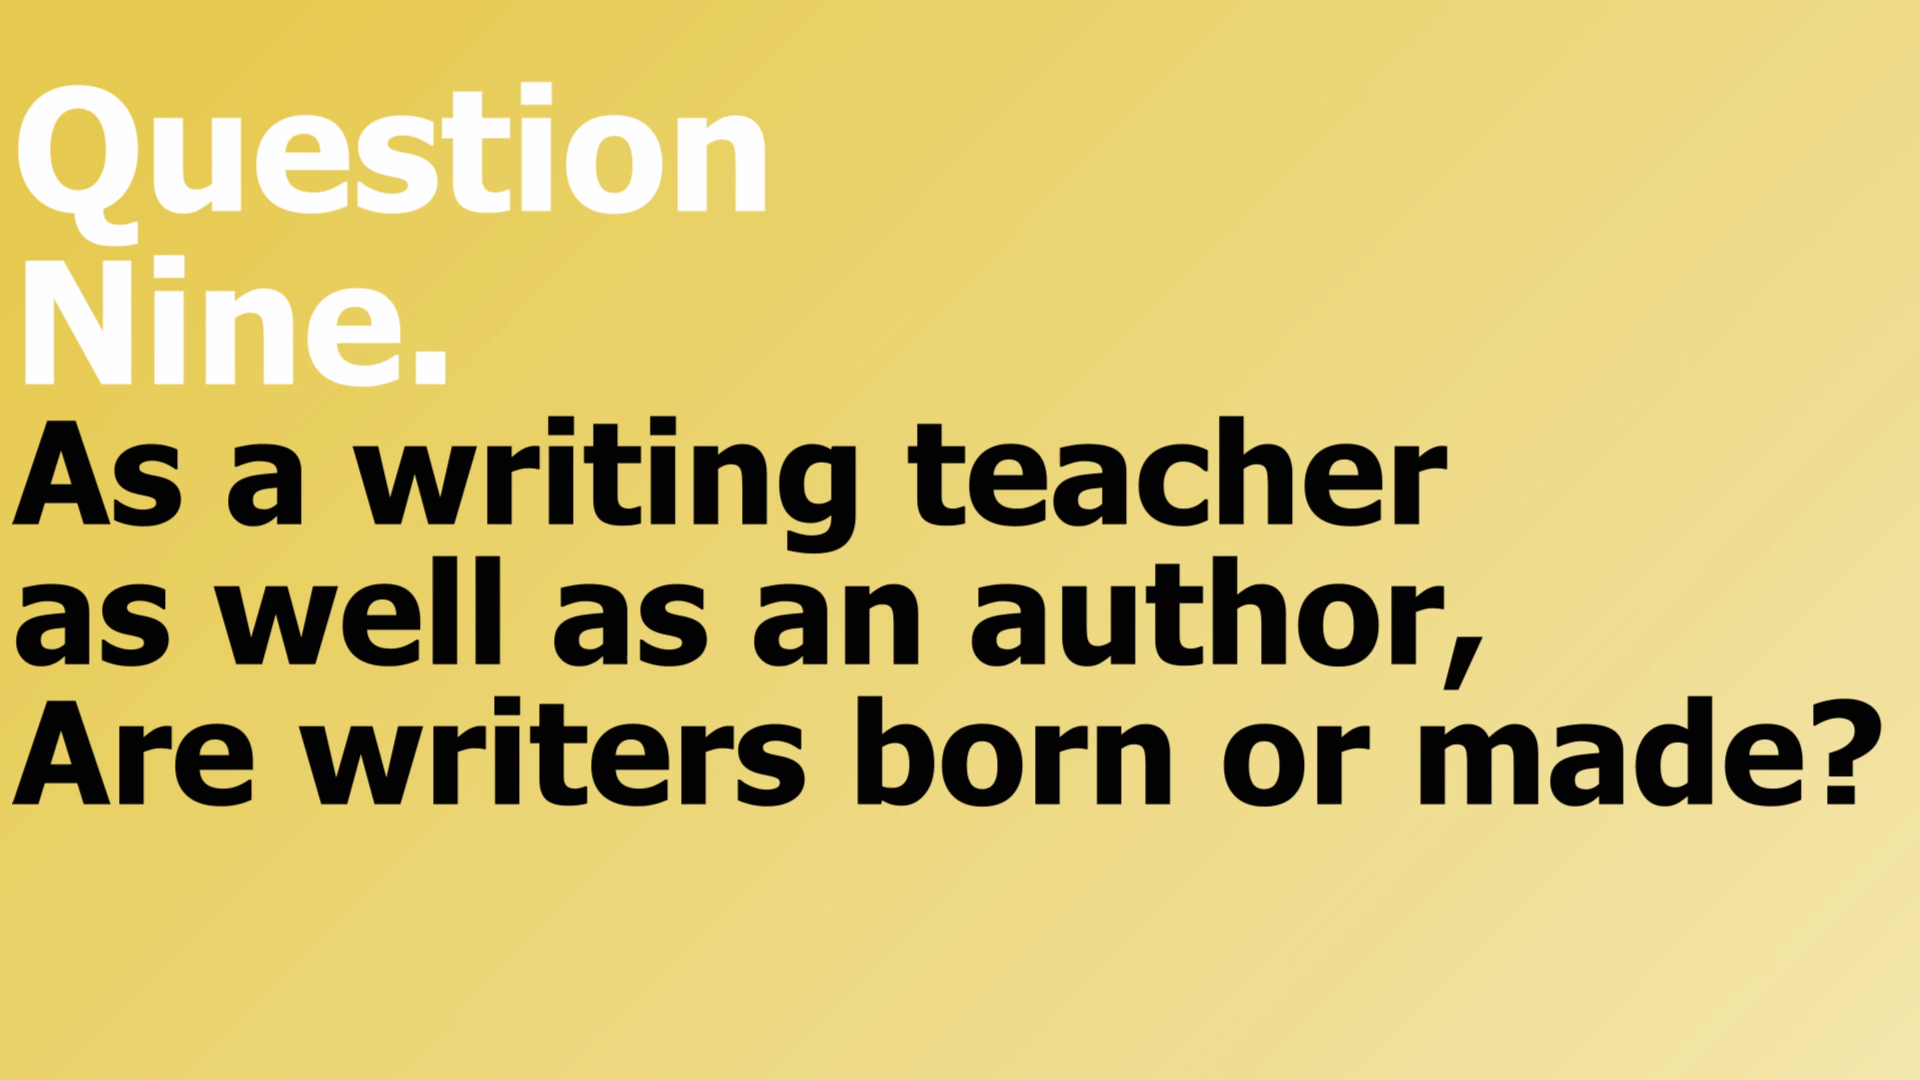 Question
Nine.
As a writing teacher
as well as an author,
Are writers born or made?